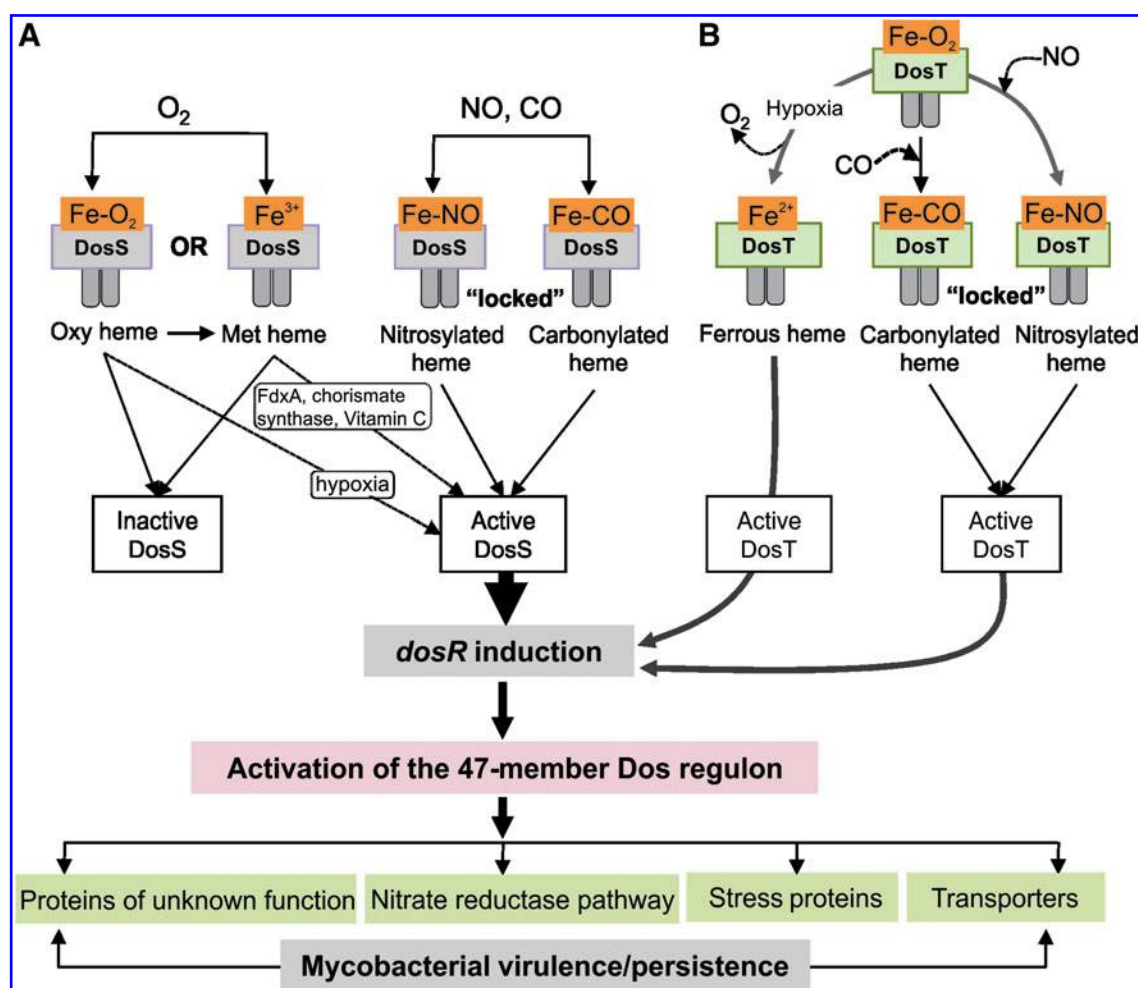 A
O₂
NO, CO
Fe-O₂
DosS
OR
Fe³⁺
DosS
Fe-NO
DosS
Fe-CO
DosS
"locked"
Oxy heme
Met heme
Nitrosylated
heme
Carbonylated
heme
FdxA, chorismate
synthase, Vitamin C
hypoxia
Inactive
DosS
Active
DosS
B
Fe-O₂
DosT
NO
Hypoxia
O₂
CO
Fe²⁺
DosT
Fe-CO
DosT
Fe-NO
DosT
"locked"
Ferrous heme
Carbonylated
heme
Nitrosylated
heme
Active
DosT
Active
DosT
dosR induction
Activation of the 47-member Dos regulon
Proteins of unknown function
Nitrate reductase pathway
Stress proteins
Transporters
Mycobacterial virulence/persistence